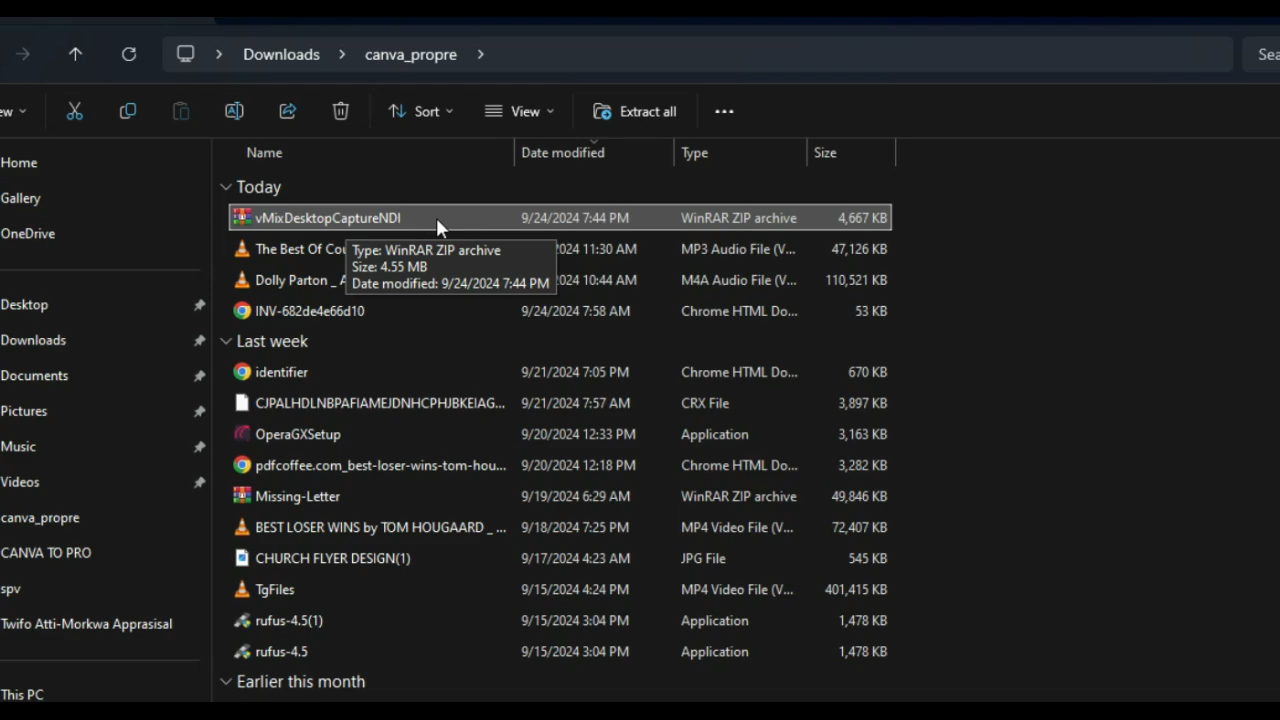 Downloads canva_propre Sea
ew Sort View Extract all
Name Date modified Type Size
Home
Gallery
OneDrive
Desktop
Downloads
Documents
Pictures
Music
Videos
canva_propre
CANVA TO PRO
spv
Twifo Atti-Morkwa Apprasisal
This PC
Today
vMixDesktopCaptureNDI 9/24/2024 7:44 PM WinRAR ZIP archive 4,667 KB
The Best Of Cou 024 11:30 AM MP3 Audio File (V... 47,126 KB
Dolly Parton _ A 024 10:44 AM M4A Audio File (V... 110,521 KB
Type: WinRAR ZIP archive
Size: 4.55 MB
Date modified: 9/24/2024 7:44 PM
INV-682de4e66d10 9/24/2024 7:58 AM Chrome HTML Do... 53 KB
Last week
identifier 9/21/2024 7:05 PM Chrome HTML Do... 670 KB
CJPALHDLNBPAFIAMEJDNHCPHJBKEIAG... 9/21/2024 7:57 AM CRX File 3,897 KB
OperaGXSetup 9/20/2024 12:33 PM Application 3,163 KB
pdfcoffee.com_best-loser-wins-tom-hou... 9/20/2024 12:18 PM Chrome HTML Do... 3,282 KB
Missing-Letter 9/19/2024 6:29 AM WinRAR ZIP archive 49,846 KB
BEST LOSER WINS by TOM HOUGAARD _ ... 9/18/2024 7:25 PM MP4 Video File (V... 72,407 KB
CHURCH FLYER DESIGN(1) 9/17/2024 4:23 AM JPG File 545 KB
TgFiles 9/15/2024 4:24 PM MP4 Video File (V... 401,415 KB
rufus-4.5(1) 9/15/2024 3:04 PM Application 1,478 KB
rufus-4.5 9/15/2024 3:04 PM Application 1,478 KB
Earlier this month